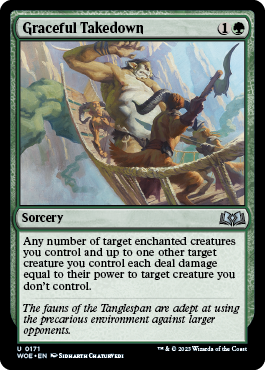 Graceful Takedown 1
Sorcery
Any number of target enchanted creatures
you control and up to one other target
creature you control each deal damage
equal to their power to target creature you
don't control.
The fauns of the Tanglespan are adept at using
the precarious environment against larger
opponents.
U 0171
WOE • EN Sidharth Chaturvedi ™ & © 2023 Wizards of the Coast